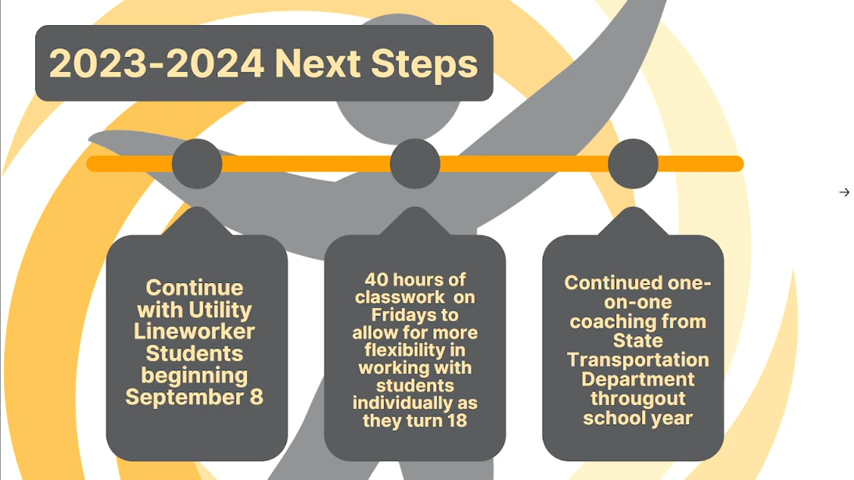 2023-2024 Next Steps
Continue
with Utility
Lineworker
Students
beginning
September 8
40 hours of
classwork on
Fridays to
allow for more
flexibility in
working with
students
individually as
they turn 18
Continued one-
on-one
coaching from
State
Transportation
Department
througout
school year